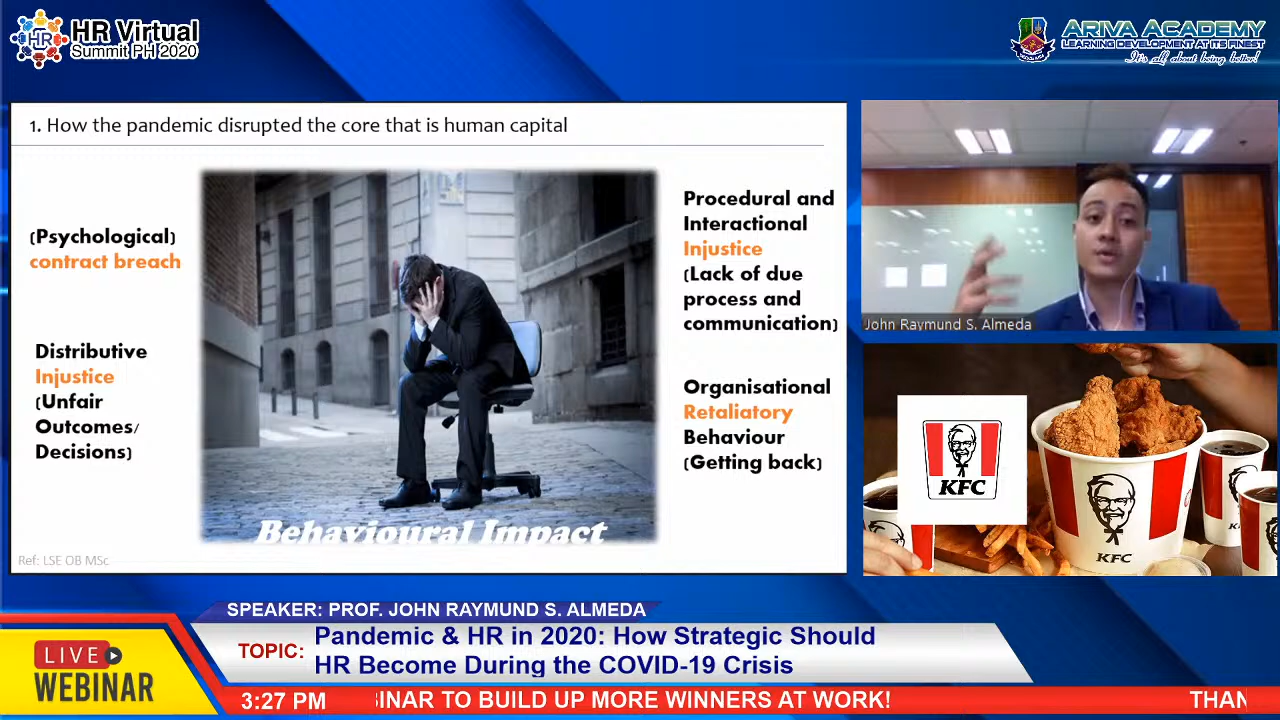 HR
HR Virtual
Summit PH 2020
ARIVA ACADEMY
LEARNING DEVELOPMENT AT ITS FINEST
It's all about being better!
1. How the pandemic disrupted the core that is human capital
(Psychological)
contract breach
Distributive
Injustice
(Unfair
Outcomes/
Decisions)
Procedural and
Interactional
Injustice
(Lack of due
process and
communication)
Organisational
Retaliatory
Behaviour
(Getting back)
Behavioural Impact
Ref: LSE OB MSc
John Raymund S. Almeda
KFC
KFC
SPEAKER: PROF. JOHN RAYMUND S. ALMEDA
TOPIC:
Pandemic & HR in 2020: How Strategic Should
HR Become During the COVID-19 Crisis
LIVE
WEBINAR
3:27 PM
INAR TO BUILD UP MORE WINNERS AT WORK!
THAN